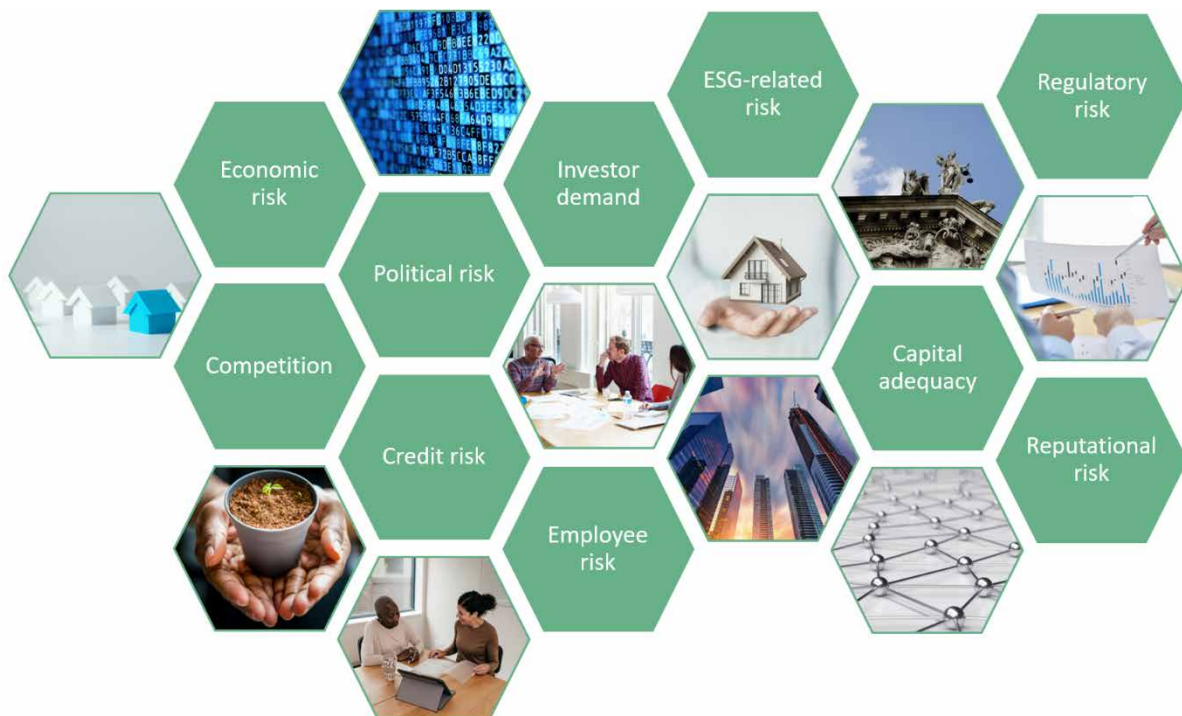 ESG-related
risk
Regulatory
risk
Economic
risk
Investor
demand
Political risk
Competition
Capital
adequacy
Credit risk
Reputational
risk
Employee
risk